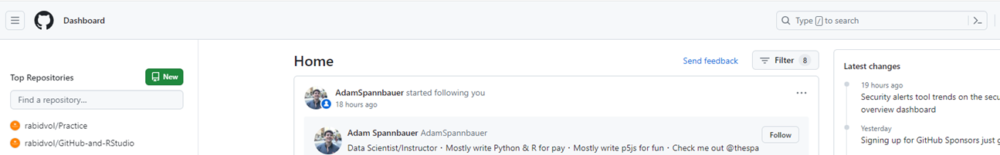 Dashboard
Type / to search
Top Repositories
New
Find a repository...
rabidvol/Practice
rabidvol/GitHub-and-RStudio
Home
Send feedback
Filter 8
AdamSpannbauer started following you
18 hours ago
Adam Spannbauer AdamSpannbauer
Follow
Data Scientist/Instructor · Mostly write Python & R for pay · Mostly write p5js for fun · Check me out @thespa
Latest changes
19 hours ago
Security alerts tool trends on the secu
overview dashboard
Yesterday
Signing up for GitHub Sponsors just g